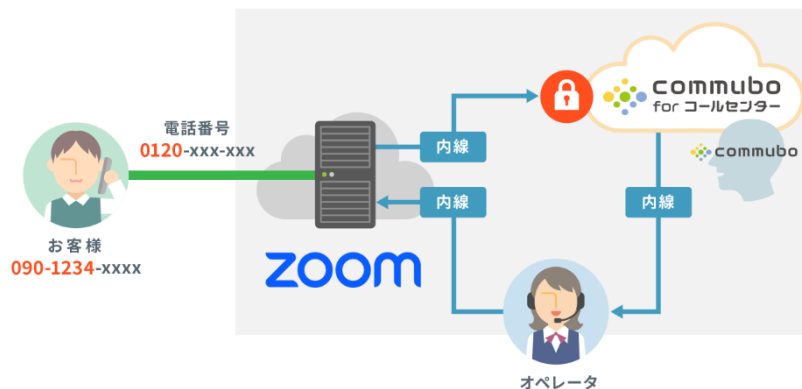 電話番号
0120-xxx-xxx
お客様
090-1234-xxxx
zoom
内線
内線
commubo
for コールセンター
commubo
内線
オペレータ